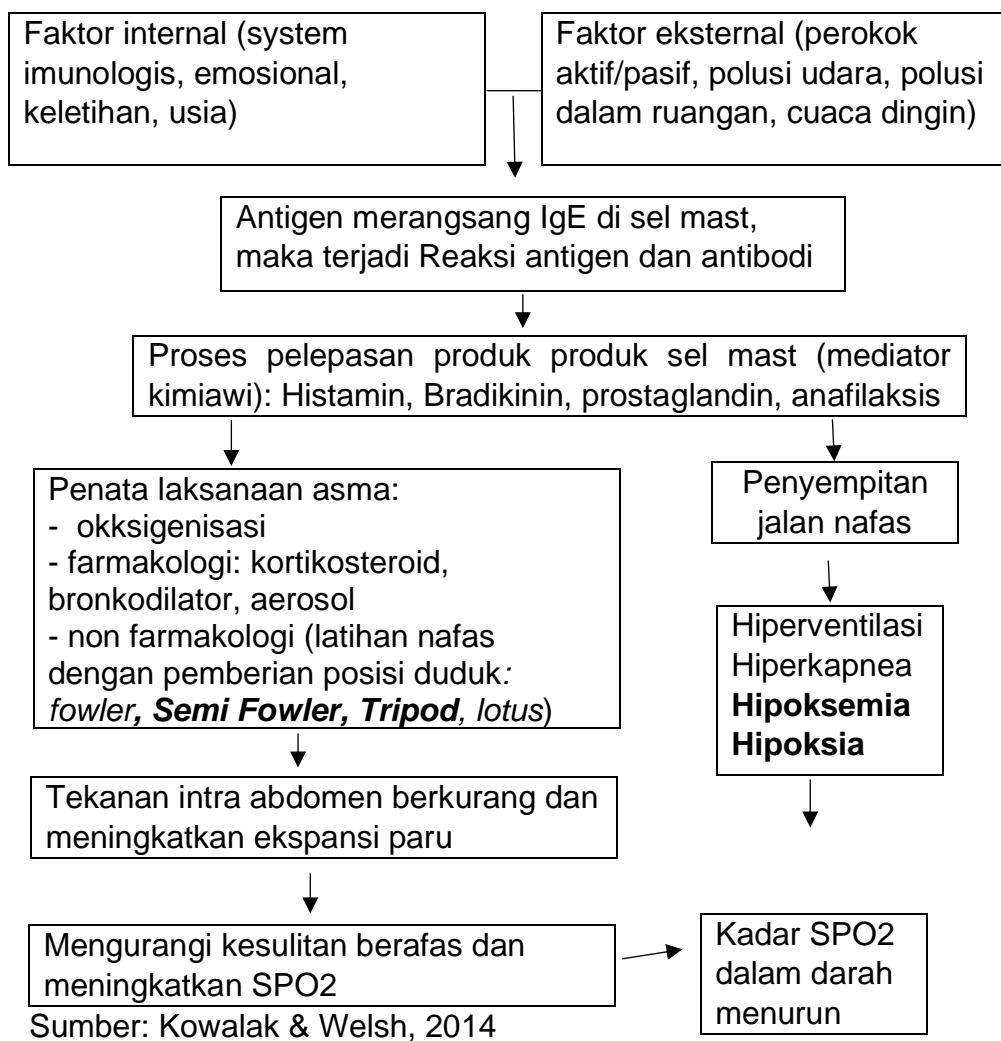 Faktor internal (system
imunologis, emosional,
keletihan, usia)
Faktor eksternal (perokok
aktif/pasif, polusi udara, polusi
dalam ruangan, cuaca dingin)
Antigen merangsang IgE di sel mast,
maka terjadi Reaksi antigen dan antibodi
Proses pelepasan produk produk sel mast (mediator
kimiawi): Histamin, Bradikinin, prostaglandin, anafilaksis
Penata laksanaan asma:
- okksigenisasi
- farmakologi: kortikosteroid,
bronkodilator, aerosol
- non farmakologi (latihan nafas
dengan pemberian posisi duduk:
fowler, Semi Fowler, Tripod, lotus)
Penyempitan
jalan nafas
Hiperventilasi
Hiperkapnea
Hipoksemia
Hipoksia
Tekanan intra abdomen berkurang dan
meningkatkan ekspansi paru
Mengurangi kesulitan berafas dan
meningkatkan SPO2
Kadar SPO2
dalam darah
menurun
Sumber: Kowalak & Welsh, 2014